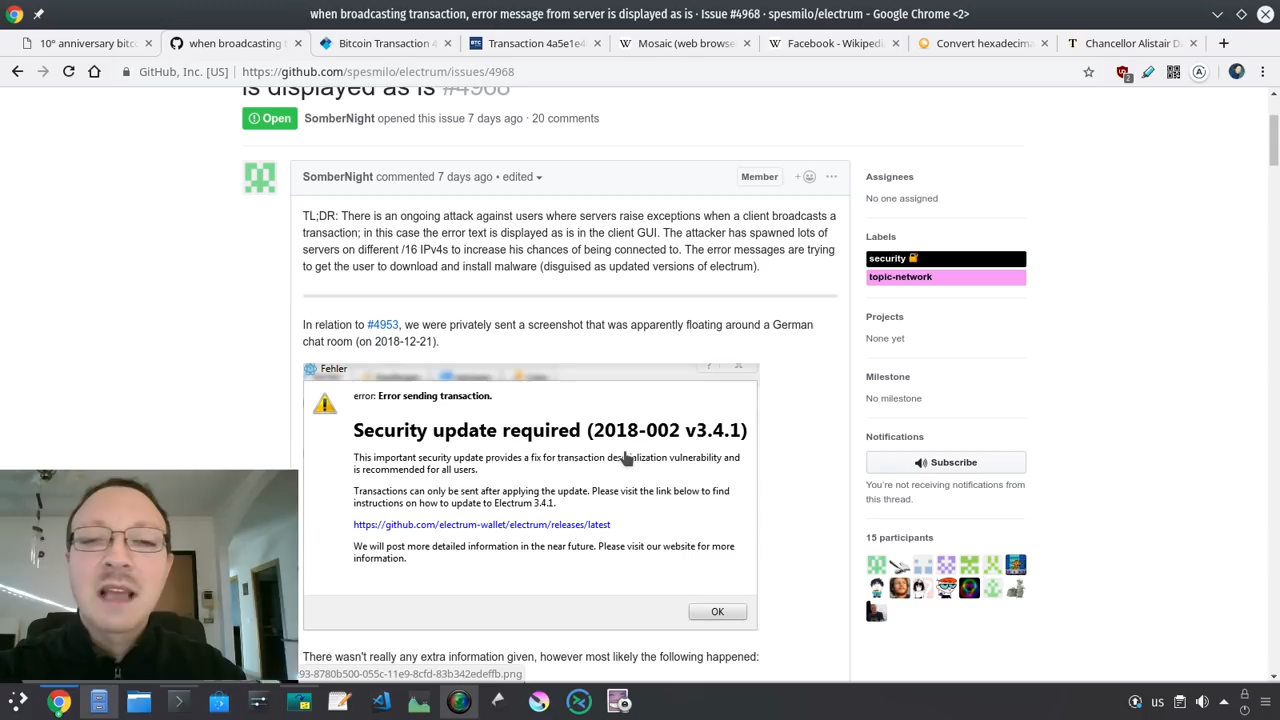 when broadcasting transaction, error message from server is displayed as is · Issue #4968 • spesmilo/electrum - Google Chrome <2>
10º anniversary bitc
when broadcasting t
Bitcoin Transaction 4
BTC
Transaction 4a5e1e4
Mosaic (web browse
Facebook - Wikipedi
Convert hexadecima
Chancellor Alistair D
GitHub, Inc. [US]
https://github.com/spesmilo/electrum/issues/4968
2
is displayed as is #4968
Open
SomberNight opened this issue 7 days ago · 20 comments
SomberNight commented 7 days ago • edited
Member
TL;DR: There is an ongoing attack against users where servers raise exceptions when a client broadcasts a
transaction; in this case the error text is displayed as is in the client GUI. The attacker has spawned lots of
servers on different /16 IPv4s to increase his chances of being connected to. The error messages are trying
to get the user to download and install malware (disguised as updated versions of electrum).
In relation to #4953, we were privately sent a screenshot that was apparently floating around a German
chat room (on 2018-12-21).
Fehler
error: Error sending transaction.
Security update required (2018-002 v3.4.1)
This important security update provides a fix for transaction vulnerability and
is recommended for all users.
Transactions can only be sent after applying the update. Please visit the link below to find
instructions on how to update to Electrum 3.4.1.
https://github.com/electrum-wallet/electrum/releases/latest
We will post more detailed information in the near future. Please visit our website for more
information.
OK
There wasn't really any extra information given, however most likely the following happened:
93-8780b500-055c-11e9-8cfd-83b342edeffb.png
Assignees
No one assigned
Labels
security
topic-network
Projects
None yet
Milestone
No milestone
Notifications
Subscribe
You're not receiving notifications from
this thread.
15 participants
US